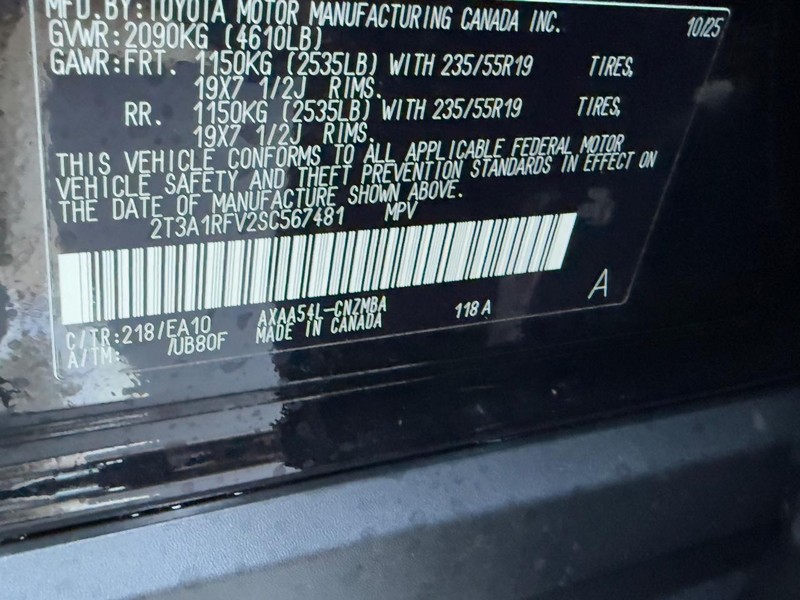 MFD.BY:TOYOTA MOTOR MANUFACTURING CANADA INC. 10/25
GVWR:2090KG (4610LB)
GAWR:FRT. 1150KG (2535LB) WITH 235/55R19 TIRES,
19X7 1/2J RIMS.
RR. 1150KG (2535LB) WITH 235/55R19 TIRES,
19X7 1/2J RIMS.
THIS VEHICLE CONFORMS TO ALL APPLICABLE FEDERAL MOTOR
VEHICLE SAFETY AND THEFT PREVENTION STANDARDS IN EFFECT ON
THE DATE OF MANUFACTURE SHOWN ABOVE.
2T3A1RFV2SC567481 MPV
A
C/TR:218/EA10 AXAA54L-CNZMBA 118A
A/TM: /UB80F MADE IN CANADA